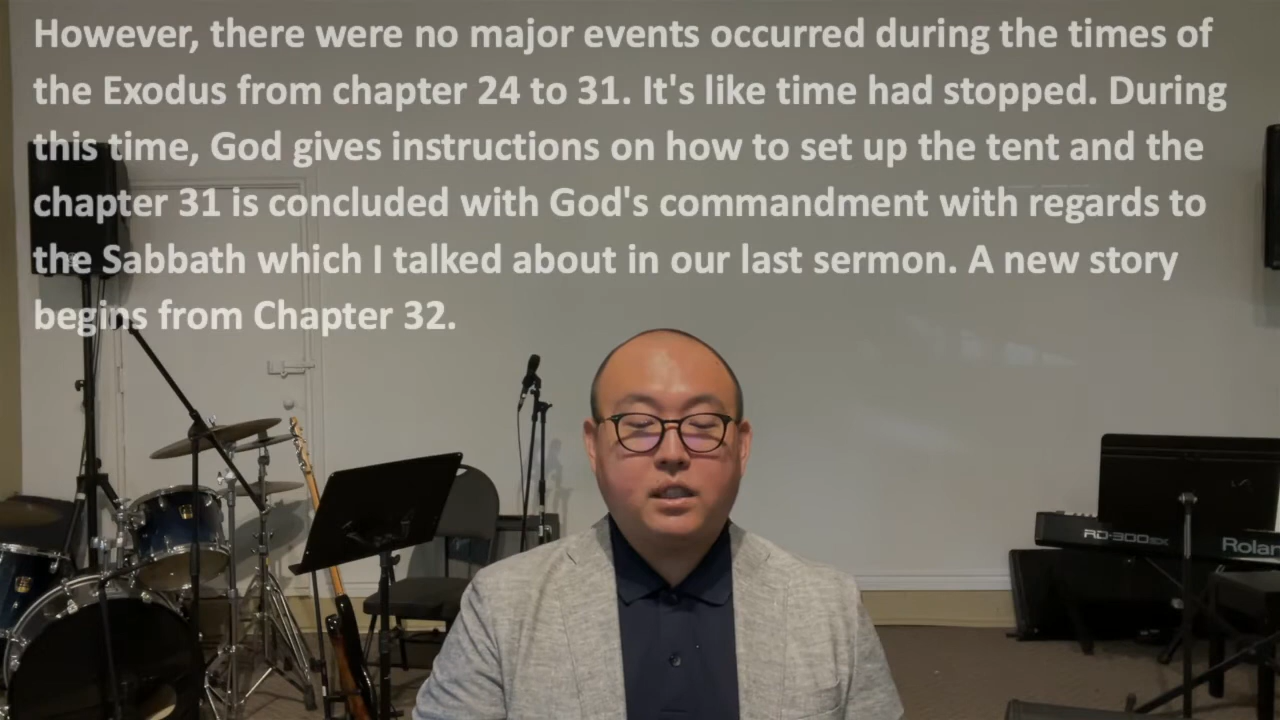 However, there were no major events occurred during the times of
the Exodus from chapter 24 to 31. It's like time had stopped. During
this time, God gives instructions on how to set up the tent and the
chapter 31 is concluded with God's commandment with regards to
the Sabbath which I talked about in our last sermon. A new story
begins from Chapter 32.
RD-300SX
Rolan